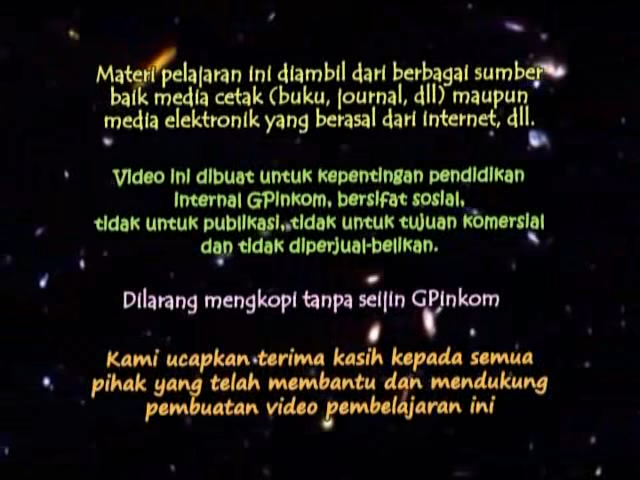 Materi pelajaran ini diambil dari berbagai sumber
baik media cetak (buku, journal, dll) maupun
media elektronik yang berasal dari internet, dll.
Video ini dibuat untuk kepentingan pendidikan
internal GPinkom, bersifat sosial,
tidak untuk publikasi, tidak untuk tujuan komersial
dan tidak diperjual-belikan.
Dilarang mengkopi tanpa seijin GPinkom
Kami ucapkan terima kasih kepada semua
pihak yang telah membantu dan mendukung
pembuatan video pembelajaran ini